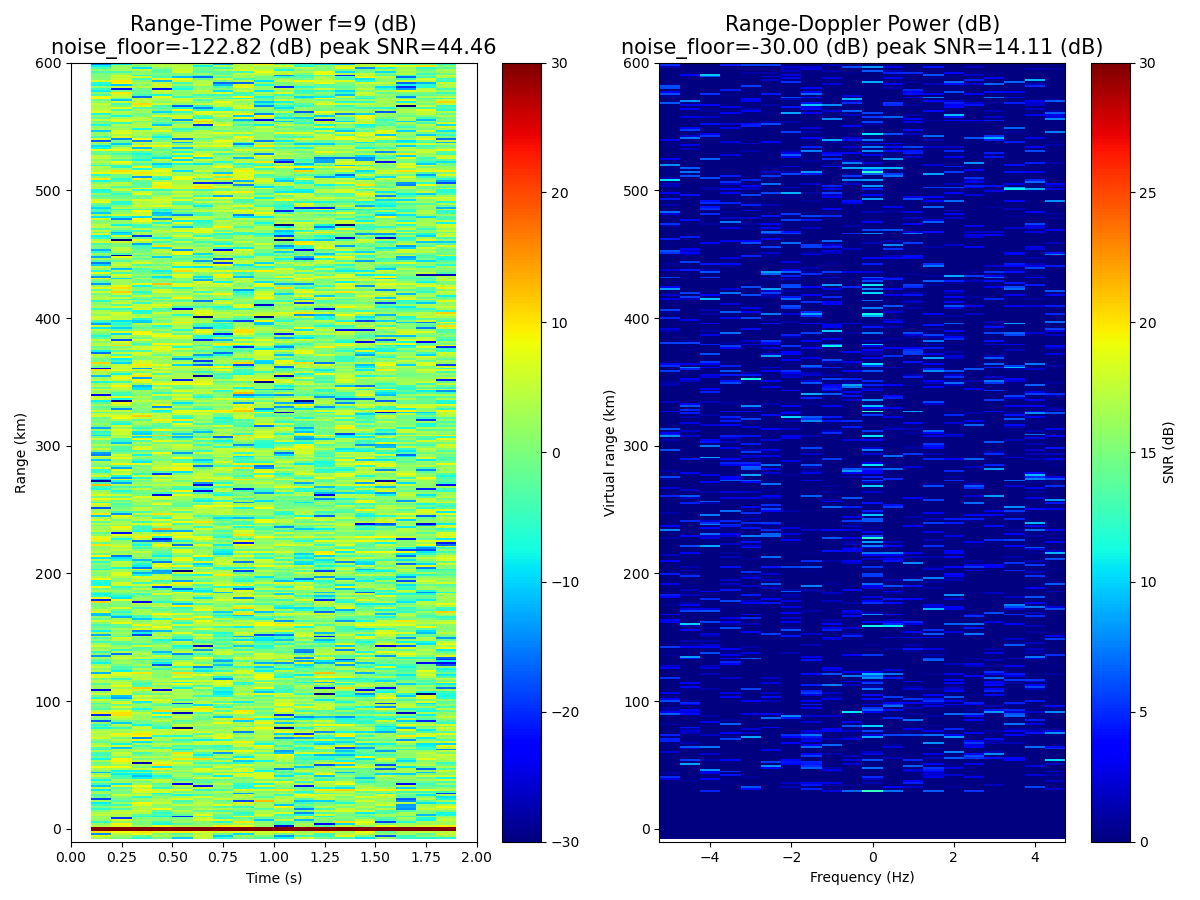 Range-Time Power f=9 (dB)
noise_floor=-122.82 (dB) peak SNR=44.46
600
500
400
300
200
100
0
Range (km)
0.00 0.25 0.50 0.75 1.00 1.25 1.50 1.75 2.00
Time (s)
30
20
10
0
−10
−20
−30
Range-Doppler Power (dB)
noise_floor=-30.00 (dB) peak SNR=14.11 (dB)
600
500
400
300
200
100
0
Virtual range (km)
−4 −2 0 2 4
Frequency (Hz)
30
25
20
15
10
5
0
SNR (dB)